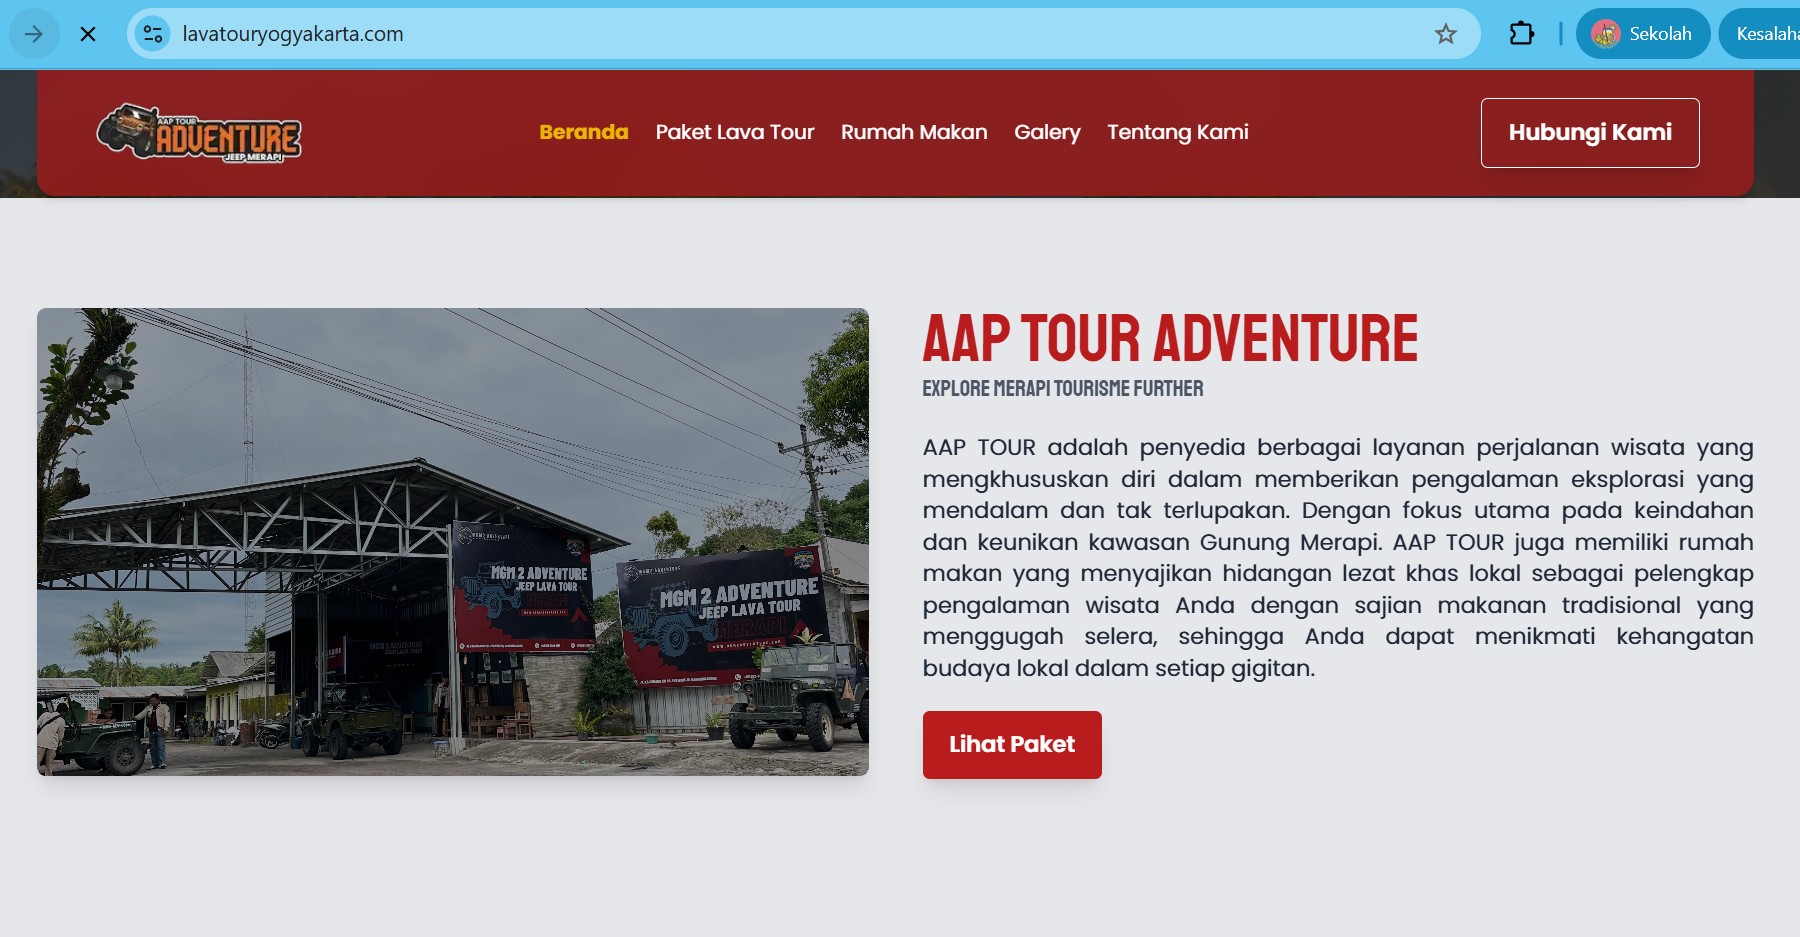 lavatouryogyakarta.com
Sekolah
AAP TOUR
ADVENTURE
JEEP MERAPI
Beranda
Paket Lava Tour
Rumah Makan
Galery
Tentang Kami
Hubungi Kami
MGM 2 ADVENTURE
JEEP LAVA TOUR
MGM 2 ADVENTURE
JEEP LAVA TOUR
MERAPI
MGM 2 ADVENTURE
AAP TOUR ADVENTURE
EXPLORE MERAPI TOURISME FURTHER
AAP TOUR adalah penyedia berbagai layanan perjalanan wisata yang
mengkhususkan diri dalam memberikan pengalaman eksplorasi yang
mendalam dan tak terlupakan. Dengan fokus utama pada keindahan
dan keunikan kawasan Gunung Merapi. AAP TOUR juga memiliki rumah
makan yang menyajikan hidangan lezat khas lokal sebagai pelengkap
pengalaman wisata Anda dengan sajian makanan tradisional yang
menggugah selera, sehingga Anda dapat menikmati kehangatan
budaya lokal dalam setiap gigitan.
Lihat Paket